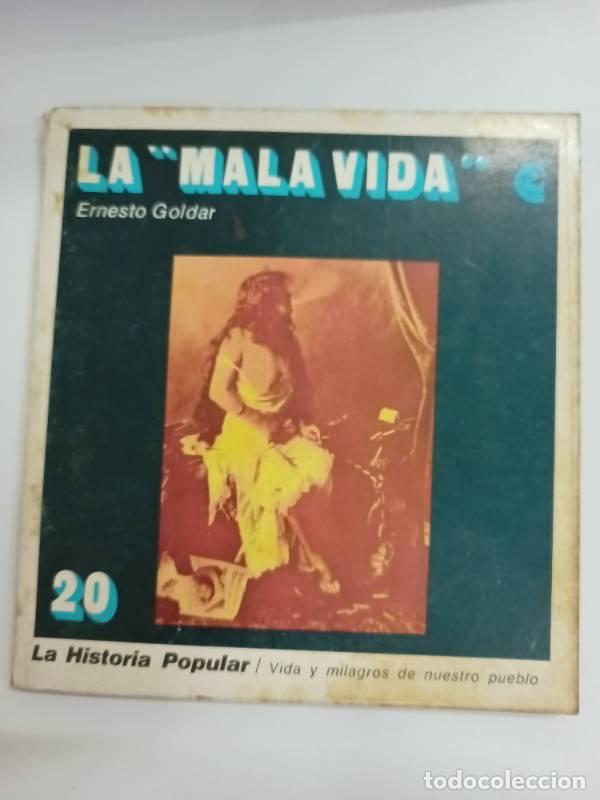 LA "MALA VIDA"
Ernesto Goldar
20
La Historia Popular / Vida y milagros de nuestro pueblo
todocoleccion